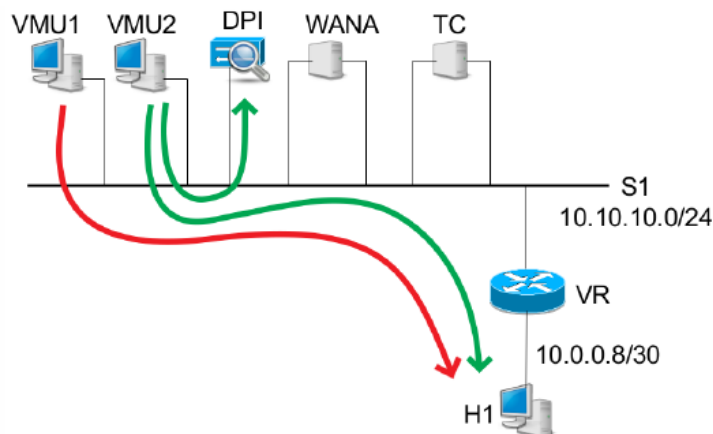 VMU1
VMU2
DPI
WANA
TC
S1
10.10.10.0/24
VR
10.0.0.8/30
H1